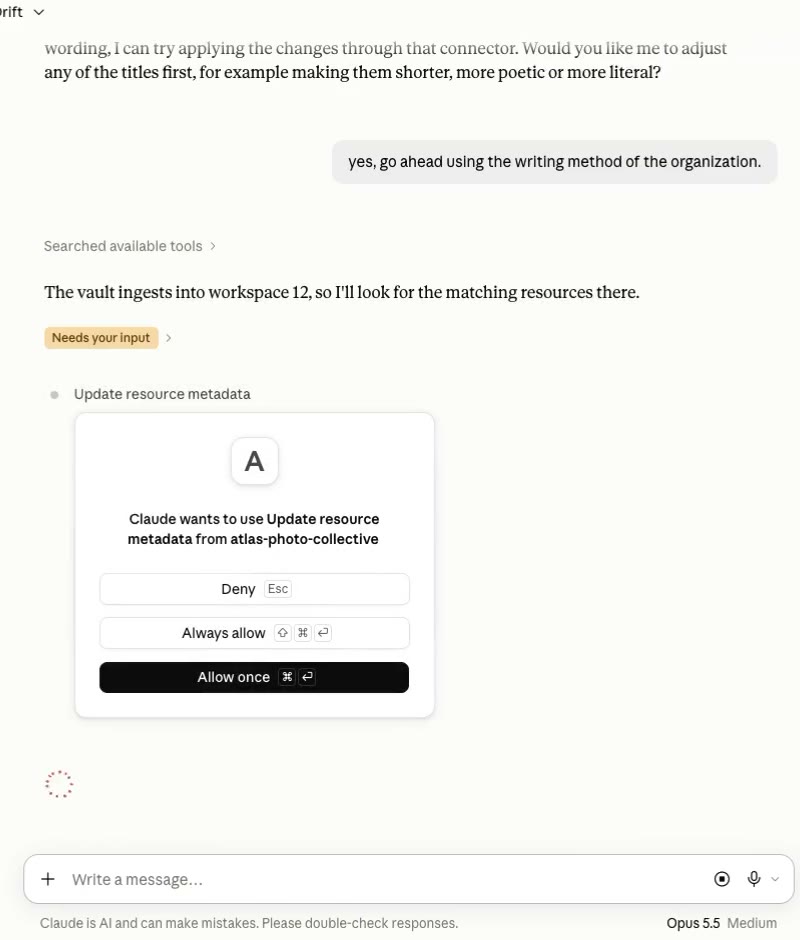 rift
wording, I can try applying the changes through that connector. Would you like me to adjust
any of the titles first, for example making them shorter, more poetic or more literal?
yes, go ahead using the writing method of the organization.
Searched available tools
The vault ingests into workspace 12, so I'll look for the matching resources there.
Needs your input
Update resource metadata
A
Claude wants to use Update resource
metadata from atlas-photo-collective
Deny Esc
Always allow ⇧ ⌘ ⏎
Allow once ⌘ ⏎
Write a message...
Claude is AI and can make mistakes. Please double-check responses.
Opus 5.5 Medium